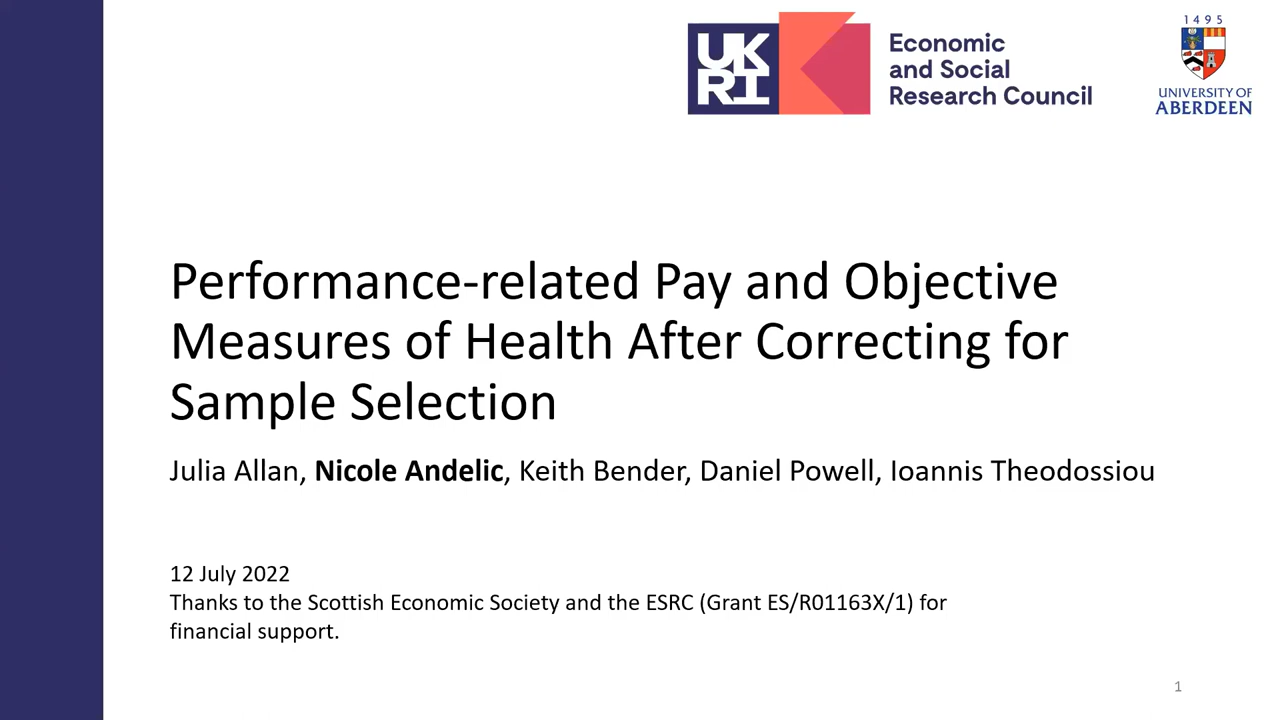 UK
RI
Economic
and Social
Research Council
1495
UNIVERSITY OF
ABERDEEN
Performance-related Pay and Objective
Measures of Health After Correcting for
Sample Selection
Julia Allan, Nicole Andelic, Keith Bender, Daniel Powell, Ioannis Theodossiou
12 July 2022
Thanks to the Scottish Economic Society and the ESRC (Grant ES/R01163X/1) for
financial support.
1